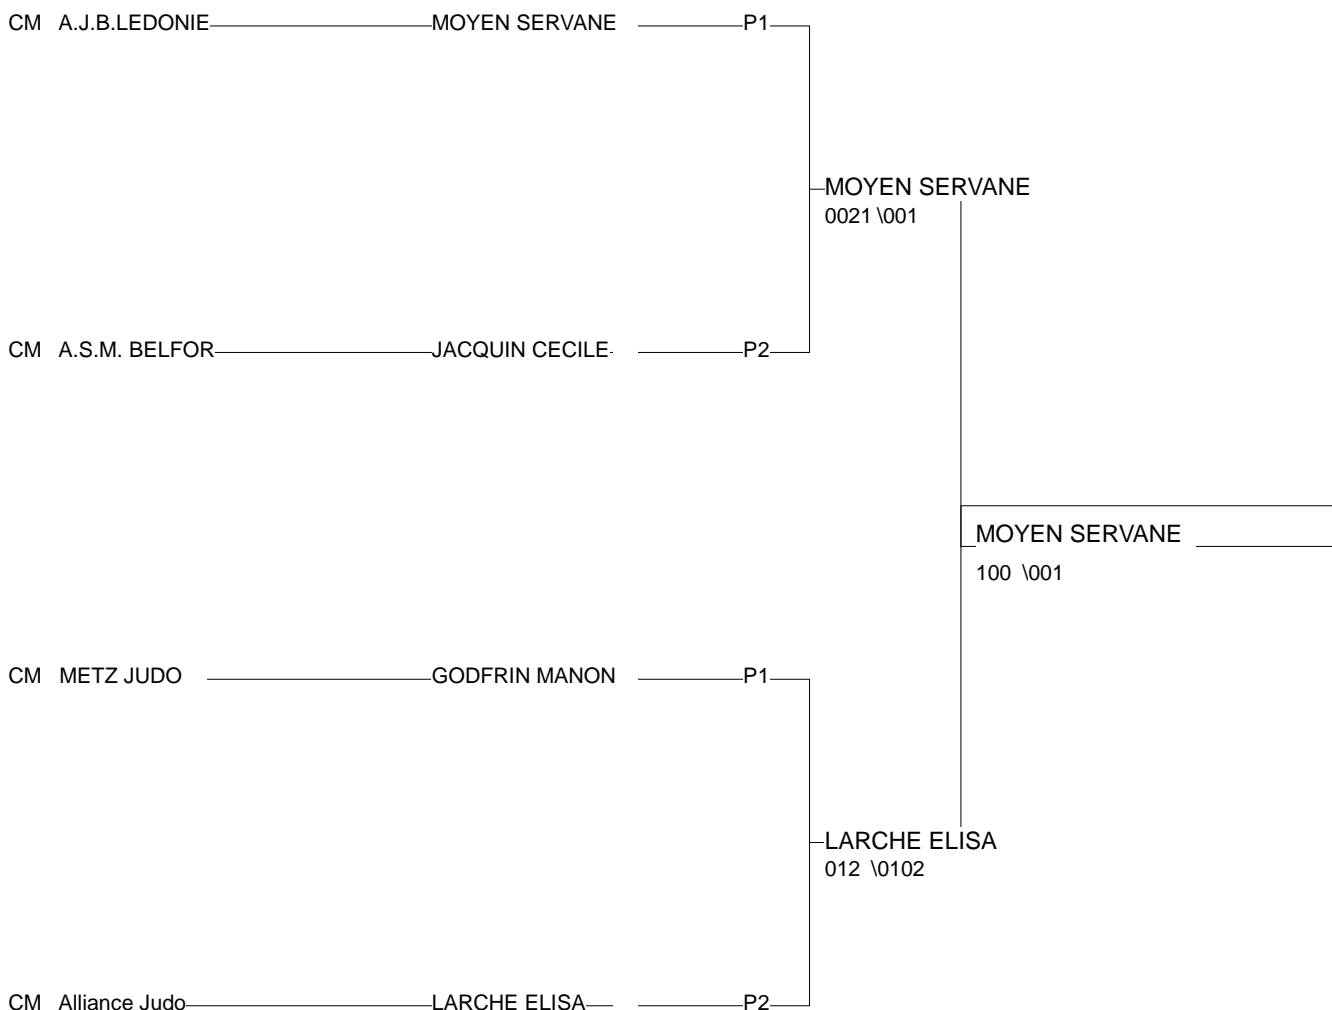 CM A.J.B.LEDONIE MOYEN SERVANE P1
MOYEN SERVANE
0021 \001
CM A.S.M. BELFOR JACQUIN CECILE P2
MOYEN SERVANE
100 \001
CM METZ JUDO GODFRIN MANON P1
LARCHE ELISA
012 \0102
CM Alliance Judo LARCHE ELISA P2